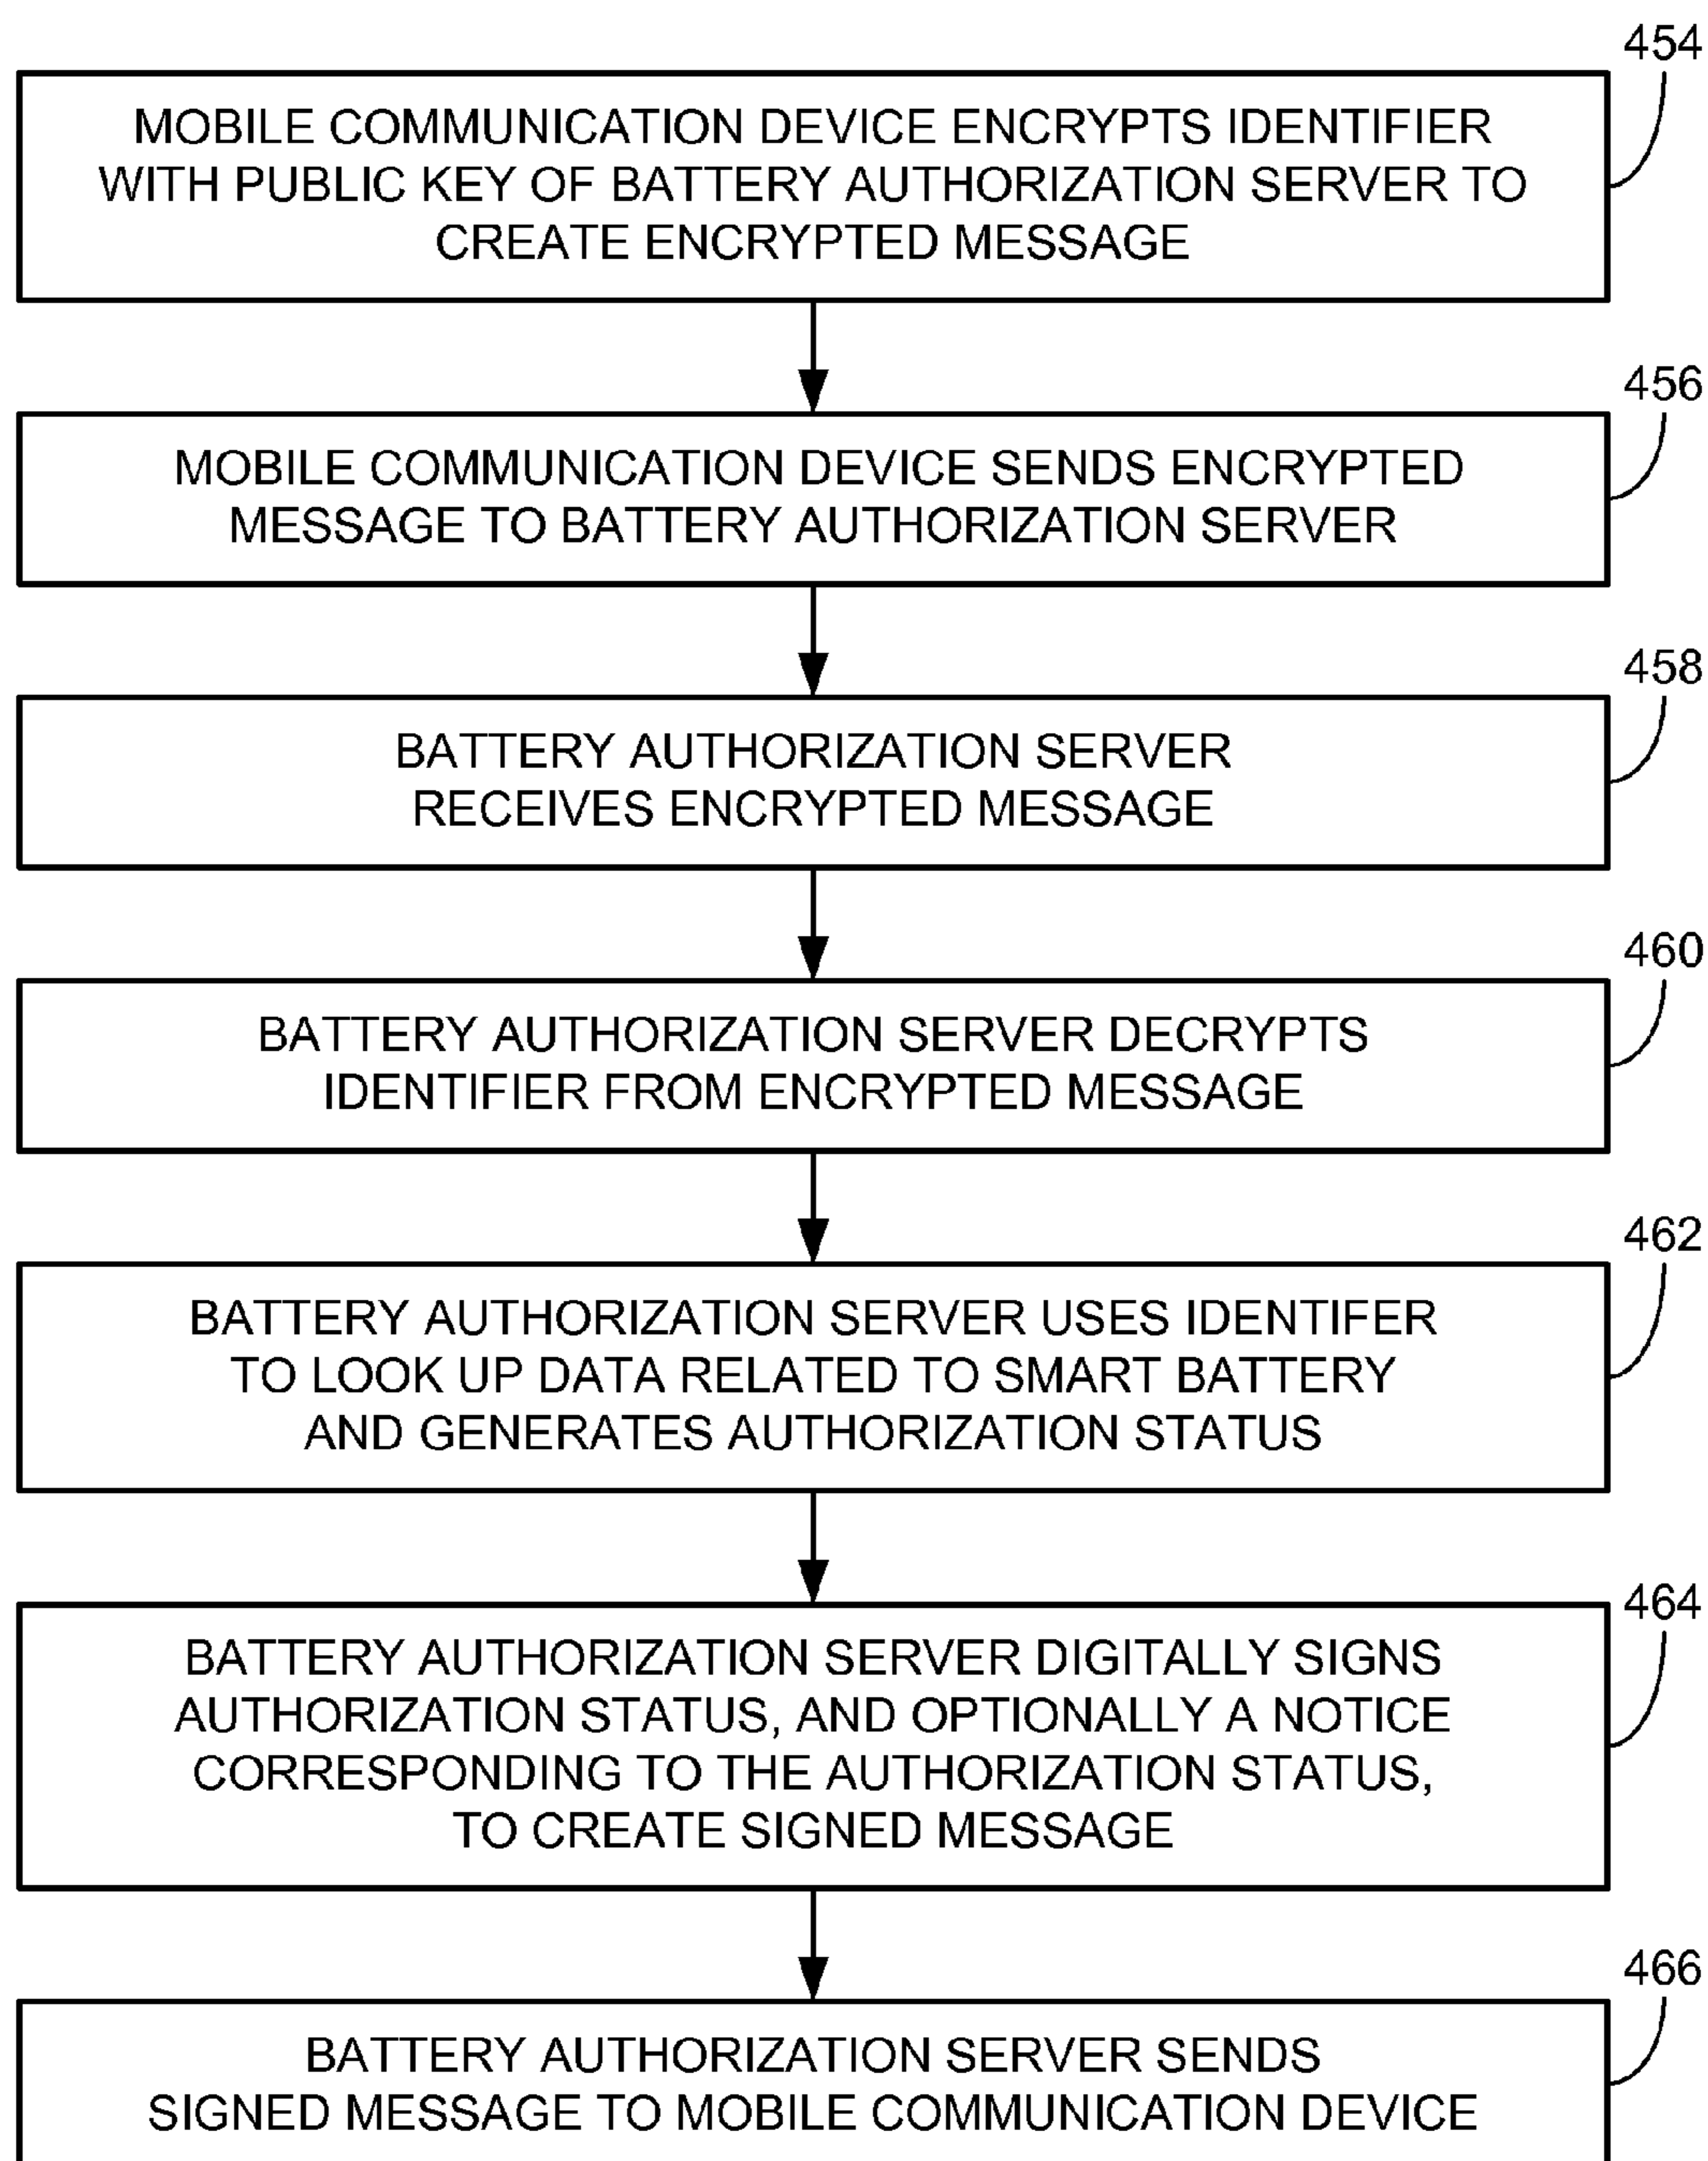 454
MOBILE COMMUNICATION DEVICE ENCRYPTS IDENTIFIER
WITH PUBLIC KEY OF BATTERY AUTHORIZATION SERVER TO
CREATE ENCRYPTED MESSAGE
456
MOBILE COMMUNICATION DEVICE SENDS ENCRYPTED
MESSAGE TO BATTERY AUTHORIZATION SERVER
458
BATTERY AUTHORIZATION SERVER
RECEIVES ENCRYPTED MESSAGE
460
BATTERY AUTHORIZATION SERVER DECRYPTS
IDENTIFIER FROM ENCRYPTED MESSAGE
462
BATTERY AUTHORIZATION SERVER USES IDENTIFER
TO LOOK UP DATA RELATED TO SMART BATTERY
AND GENERATES AUTHORIZATION STATUS
464
BATTERY AUTHORIZATION SERVER DIGITALLY SIGNS
AUTHORIZATION STATUS, AND OPTIONALLY A NOTICE
CORRESPONDING TO THE AUTHORIZATION STATUS,
TO CREATE SIGNED MESSAGE
466
BATTERY AUTHORIZATION SERVER SENDS
SIGNED MESSAGE TO MOBILE COMMUNICATION DEVICE